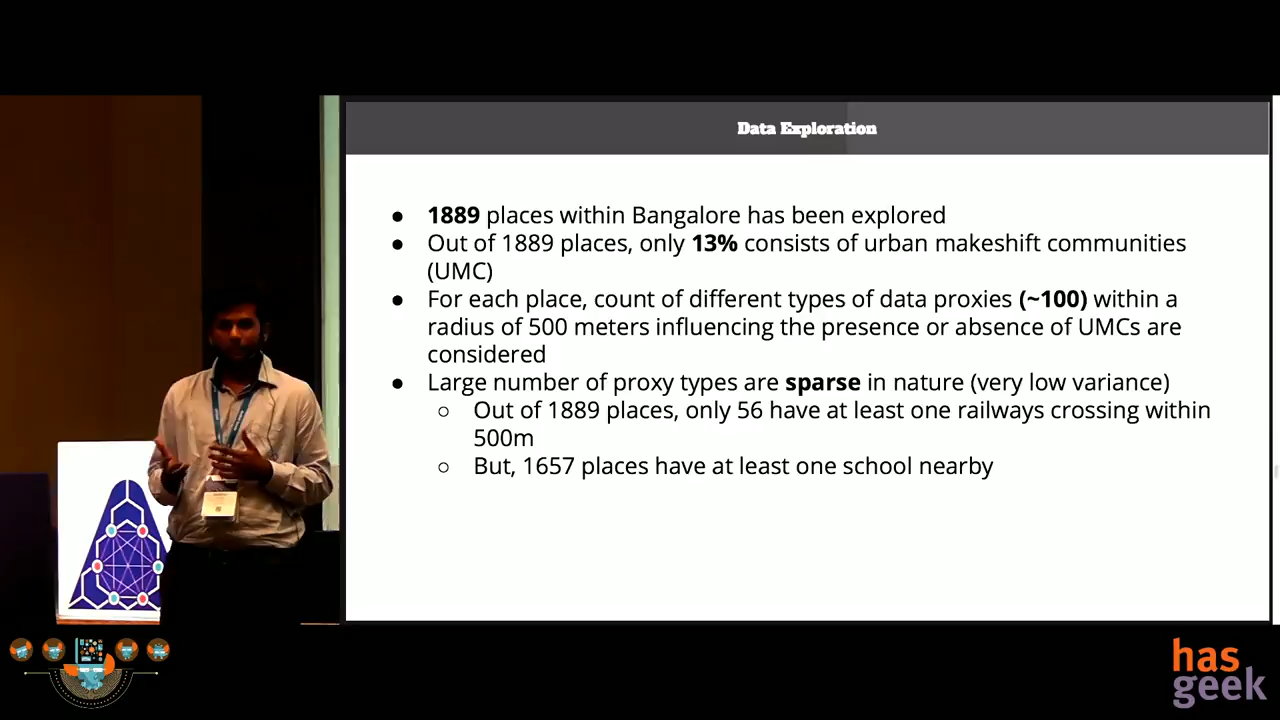 Data Exploration
● 1889 places within Bangalore has been explored
● Out of 1889 places, only 13% consists of urban makeshift communities
(UMC)
● For each place, count of different types of data proxies (~100) within a
radius of 500 meters influencing the presence or absence of UMCs are
considered
● Large number of proxy types are sparse in nature (very low variance)
○ Out of 1889 places, only 56 have at least one railways crossing within
500m
○ But, 1657 places have at least one school nearby
has
geek